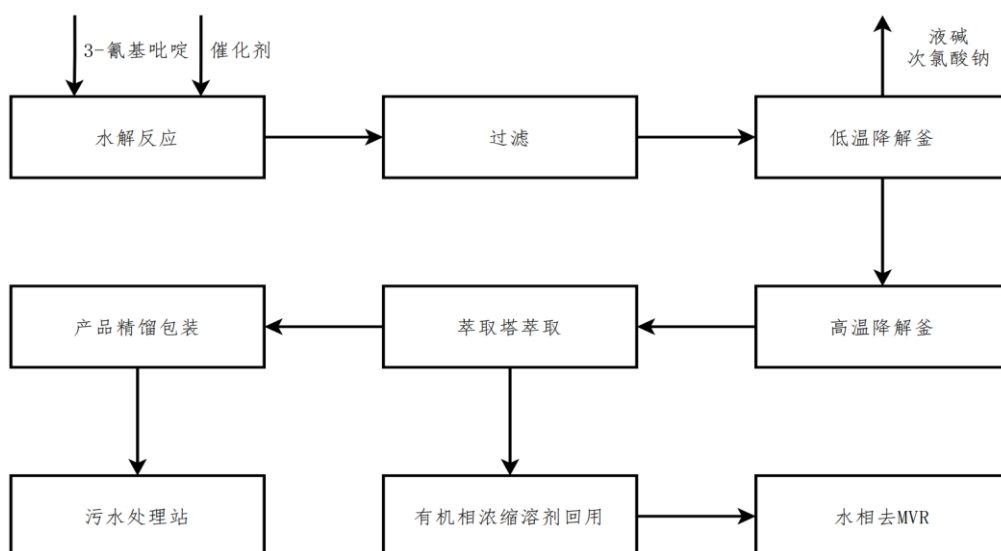 3-氰基吡啶
催化剂
液碱
次氯酸钠
水解反应
过滤
低温降解釜
产品精馏包装
萃取塔萃取
高温降解釜
污水处理站
有机相浓缩溶剂回用
水相去MVR